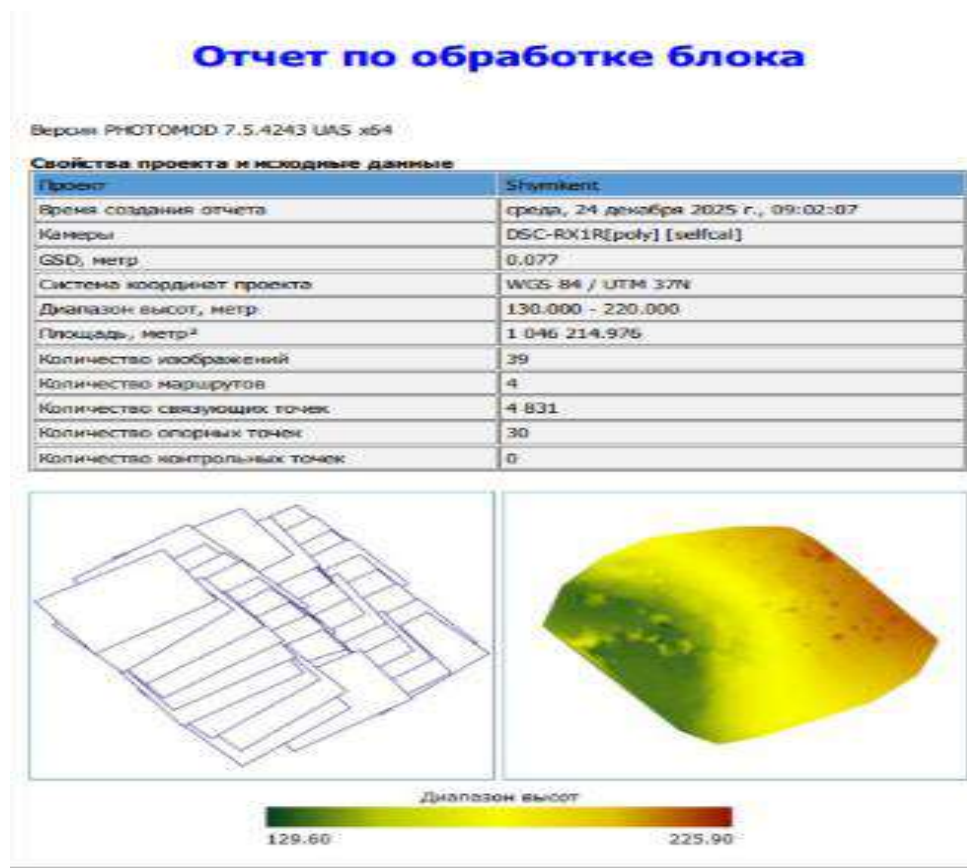 Отчет по обработке блока
Версия PHOTOMOD 7.5.4243 UAS x64
Свойства проекта и исходные данные
Проект Shymkent
Время создания отчета среда, 24 декабря 2025 г., 09:02:07
Камеры DSC-RX1R[poly] [selfcal]
GSD, метр 0.077
Система координат проекта WGS 84 / UTM 37N
Диапазон высот, метр 130.000 - 220.000
Площадь, метр² 1 046 214.976
Количество изображений 39
Количество маршрутов 4
Количество связующих точек 4 831
Количество опорных точек 30
Количество контрольных точек 0
Диапазон высот
129.60 225.90